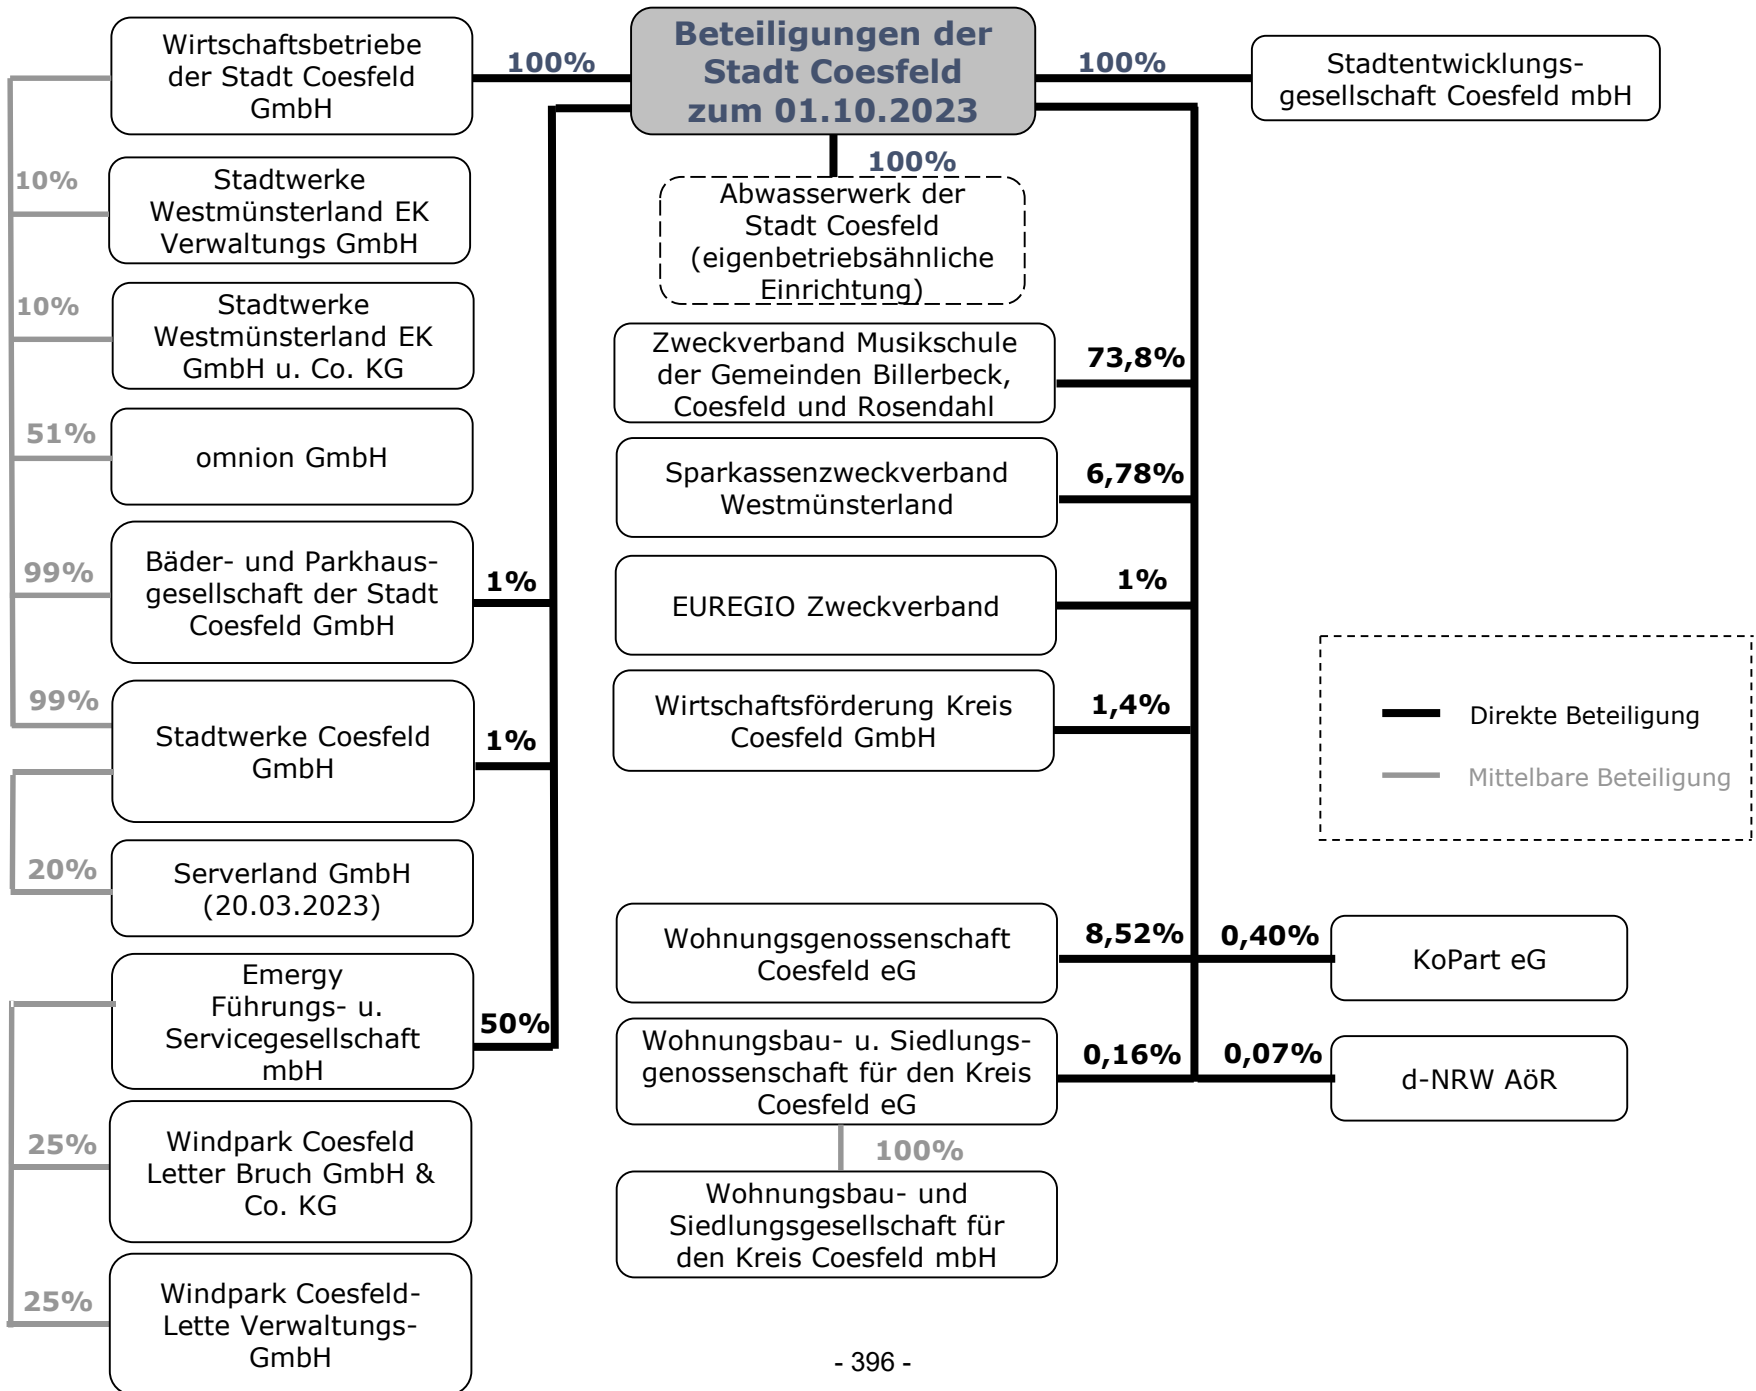 Beteiligungen der
Stadt Coesfeld
zum 01.10.2023
100%
Wirtschaftsbetriebe
der Stadt Coesfeld
GmbH
100%
Stadtentwicklungs-
gesellschaft Coesfeld mbH
100%
Abwasserwerk der
Stadt Coesfeld
(eigenbetriebsähnliche
Einrichtung)
10%
Stadtwerke
Westmünsterland EK
Verwaltungs GmbH
10%
Stadtwerke
Westmünsterland EK
GmbH u. Co. KG
51%
omnion GmbH
99%
Bäder- und Parkhaus-
gesellschaft der Stadt
Coesfeld GmbH
1%
99%
Stadtwerke Coesfeld
GmbH
1%
20%
Serverland GmbH
(20.03.2023)
Emergy
Führungs- u.
Servicegesellschaft
mbH
50%
25%
Windpark Coesfeld
Letter Bruch GmbH &
Co. KG
25%
Windpark Coesfeld-
Lette Verwaltungs-
GmbH
Zweckverband Musikschule
der Gemeinden Billerbeck,
Coesfeld und Rosendahl
73,8%
Sparkassenzweckverband
Westmünsterland
6,78%
EUREGIO Zweckverband
1%
Wirtschaftsförderung Kreis
Coesfeld GmbH
1,4%
Wohnungsgenossenschaft
Coesfeld eG
8,52%
0,40%
KoPart eG
Wohnungsbau- u. Siedlungs-
genossenschaft für den Kreis
Coesfeld eG
0,16%
0,07%
d-NRW AöR
100%
Wohnungsbau- und
Siedlungsgesellschaft für
den Kreis Coesfeld mbH
Direkte Beteiligung
Mittelbare Beteiligung
- 396 -